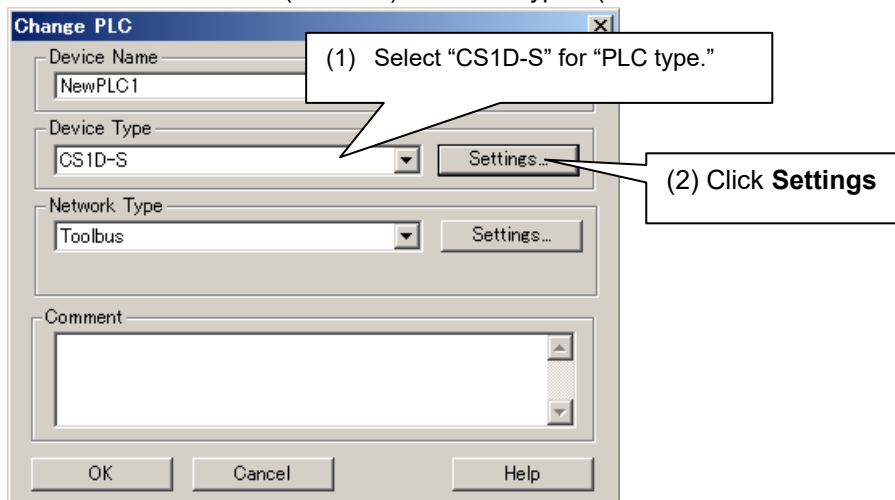 Change PLC
(1) Select “CS1D-S” for “PLC type.”
Device Name
NewPLC1
Device Type
CS1D-S
Settings...
(2) Click Settings
Network Type
Toolbus
Settings...
Comment
OK
Cancel
Help